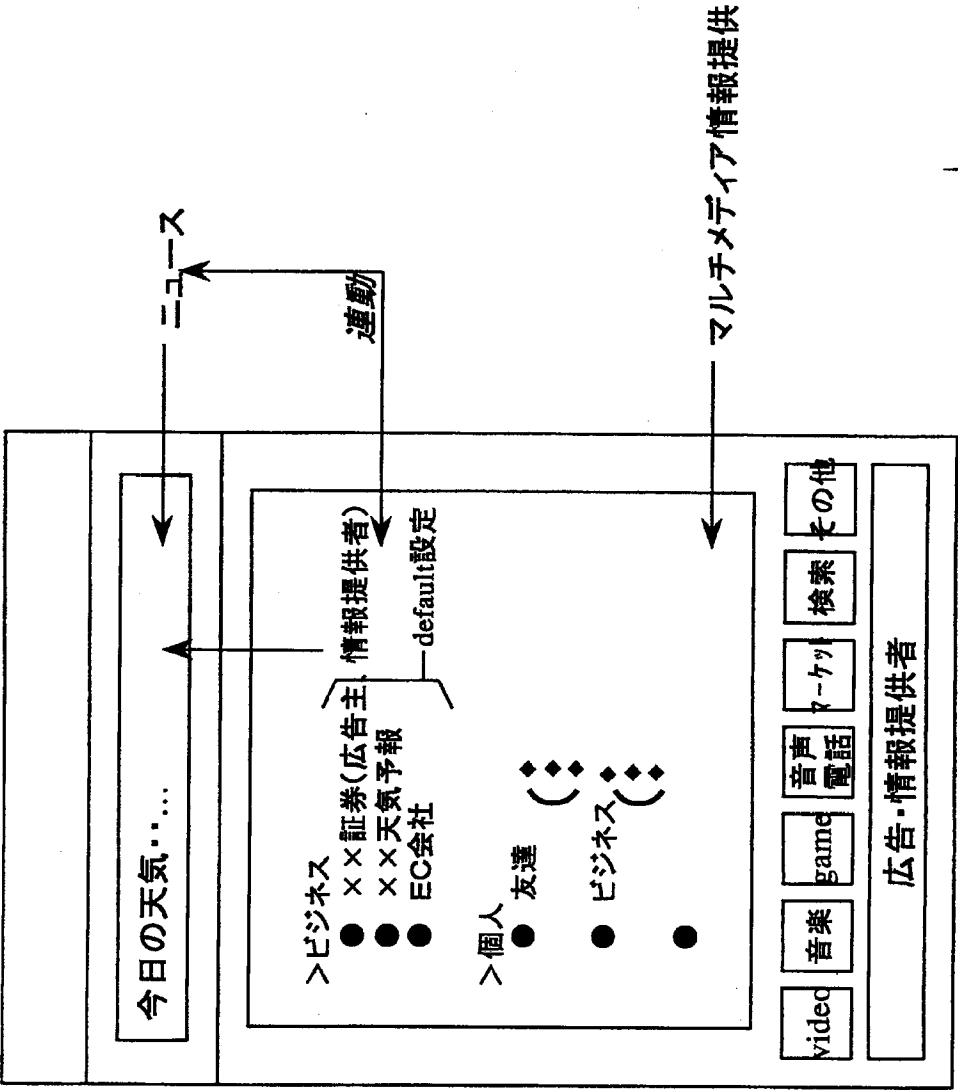 今日の天気・・・・・
ニュース
>ビジネス
● ××証券(広告主、情報提供者)
● ××天気予報
● EC会社
default設定
連動
>個人
● 友達 (◆◆◆
● ビジネス (◆◆◆
●
マルチメディア情報提供
video
音楽
game
音声
電話
マーケット
検索
その他
広告・情報提供者